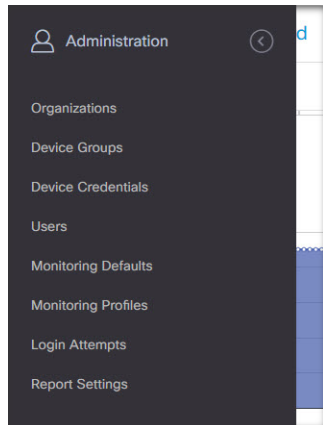 Administration
d
Organizations
Device Groups
Device Credentials
Users
Monitoring Defaults
Monitoring Profiles
Login Attempts
Report Settings